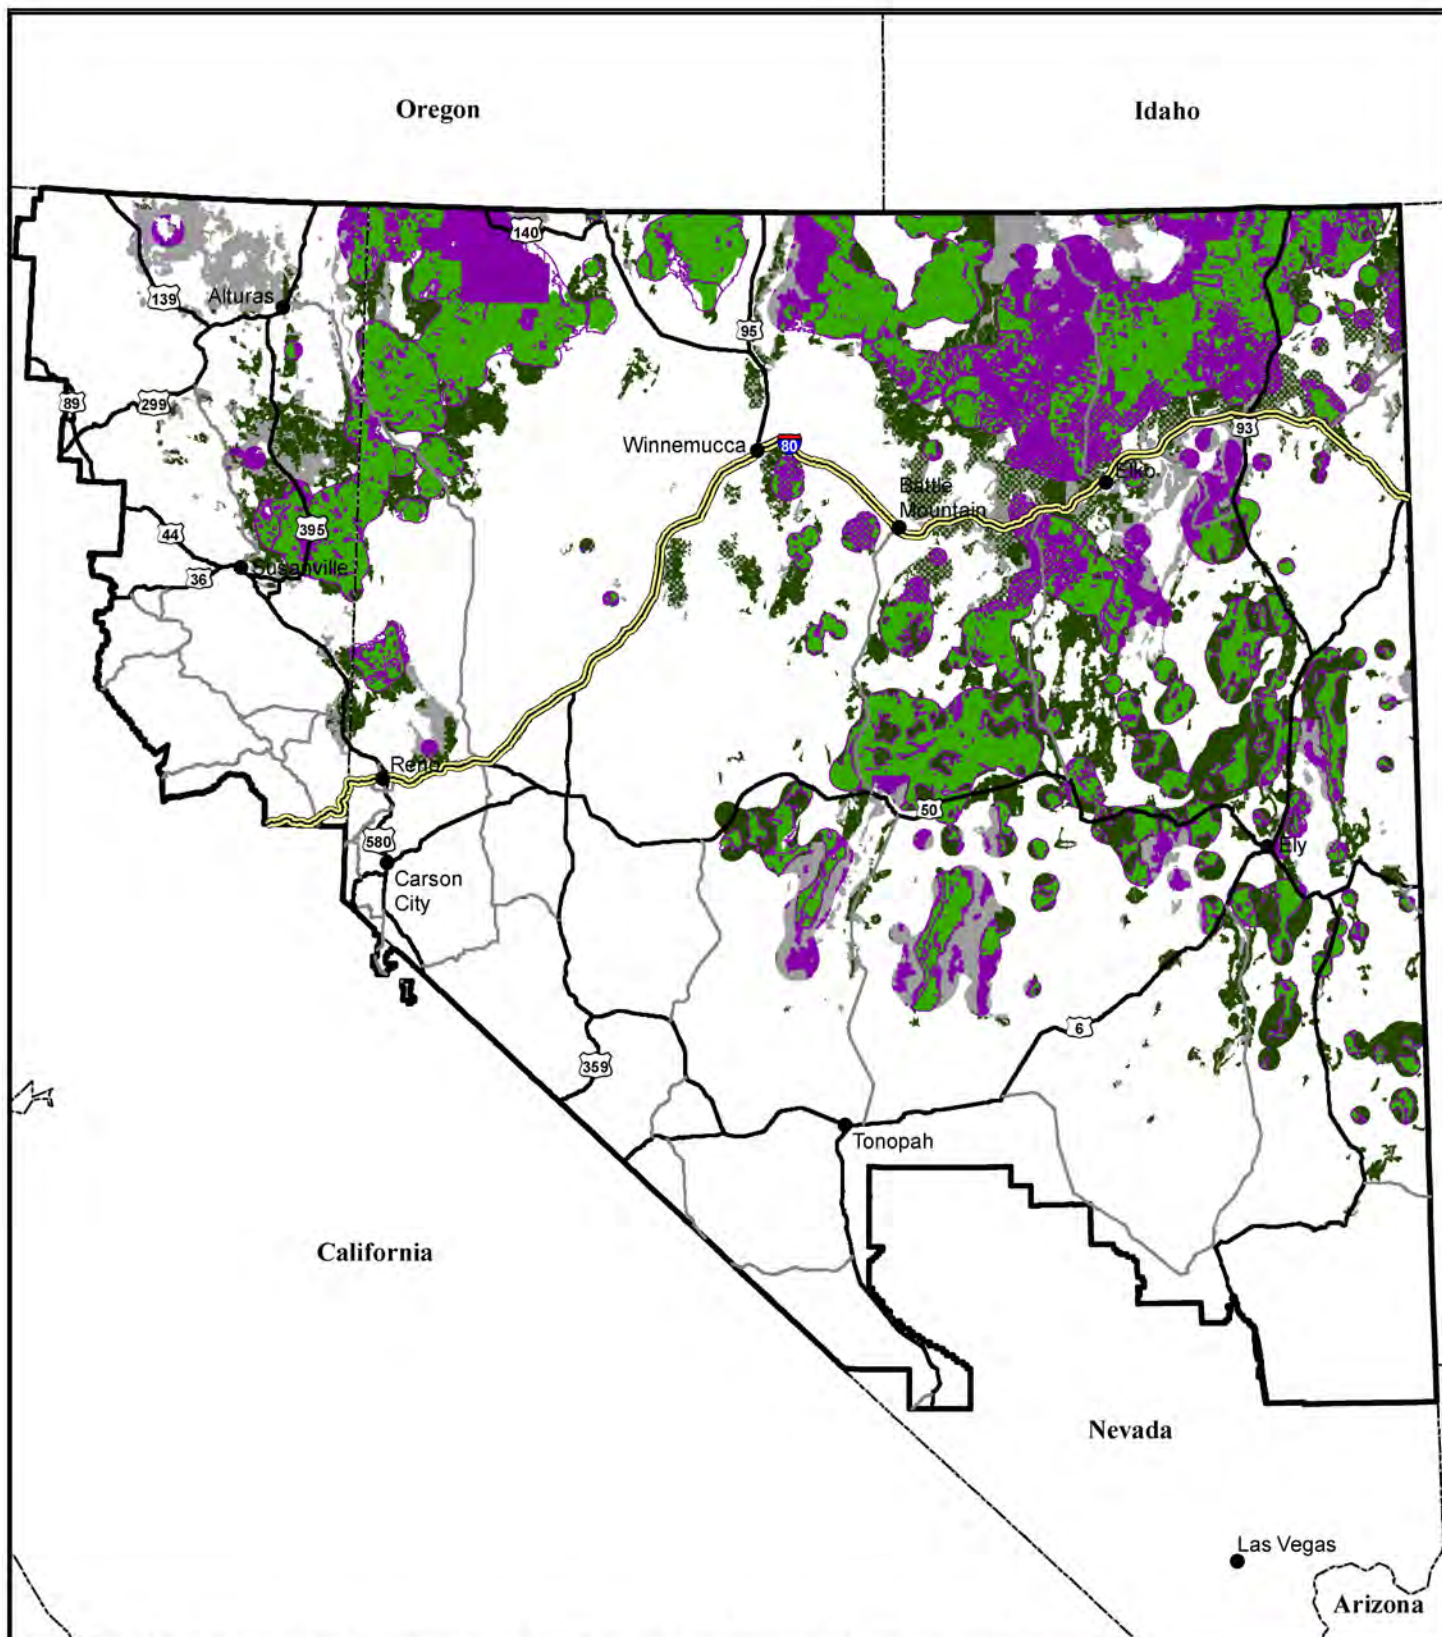 Oregon
Idaho
140
139
Alturas
95
89
299
93
Winnemucca
80
Elko
Battle
Mountain
395
44
36
Susanville
Reno
50
580
Ely
Carson
City
6
359
Tonopah
California
Nevada
Las Vegas
Arizona